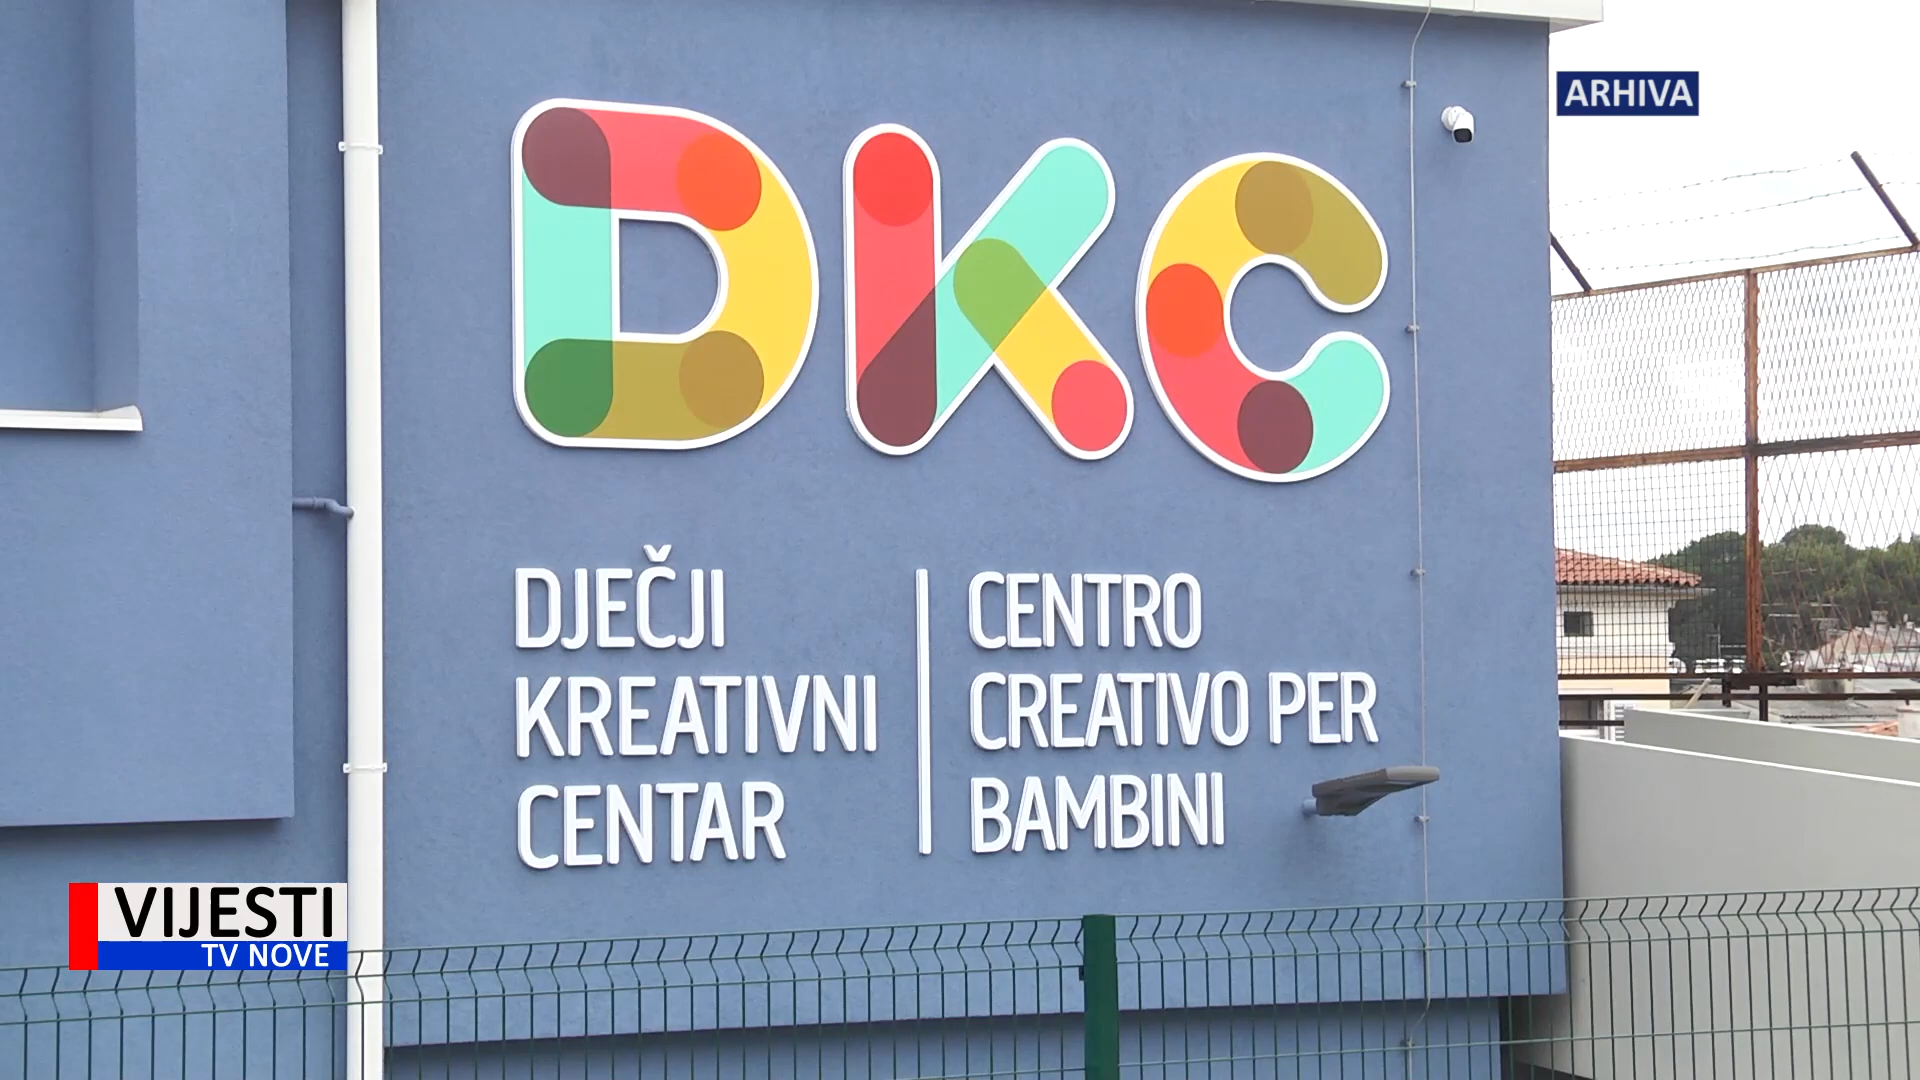 ARHIVA
DKC
DJEČJI
KREATIVNI
CENTAR
CENTRO
CREATIVO PER
BAMBINI
VIJESTI
TV NOVE